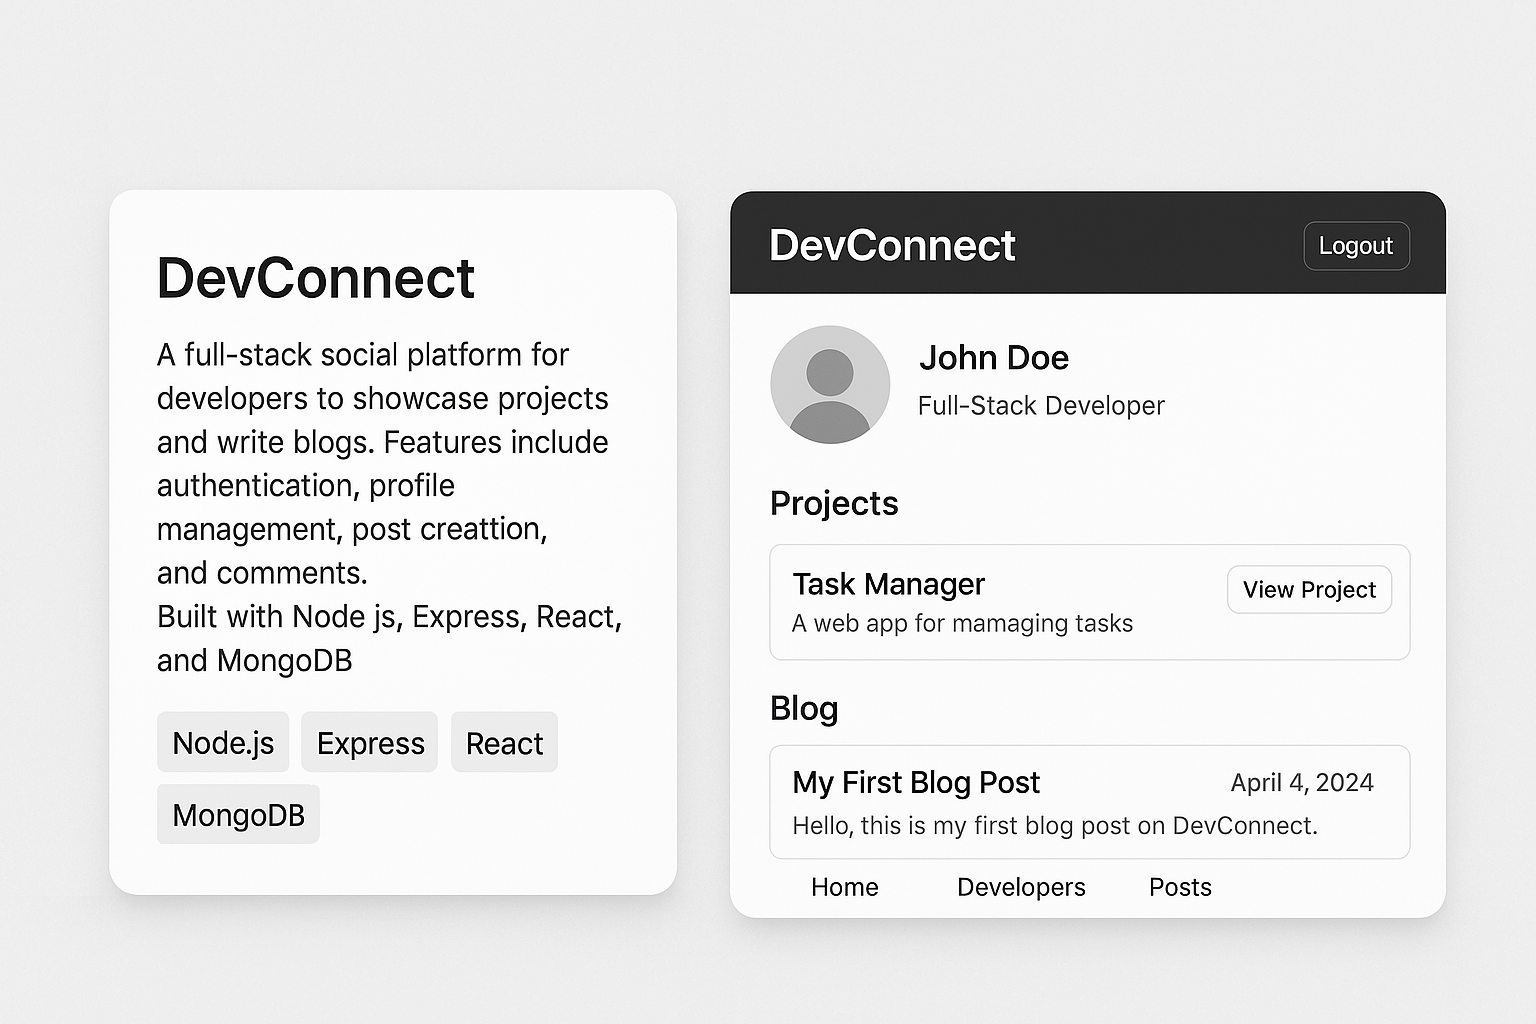 DevConnect
A full-stack social platform for
developers to showcase projects
and write blogs. Features include
authentication, profile
management, post creattion,
and comments.
Built with Node js, Express, React,
and MongoDB
Node.js Express React
MongoDB
DevConnect Logout
John Doe
Full-Stack Developer
Projects
Task Manager View Project
A web app for mamaging tasks
Blog
My First Blog Post April 4, 2024
Hello, this is my first blog post on DevConnect.
Home Developers Posts